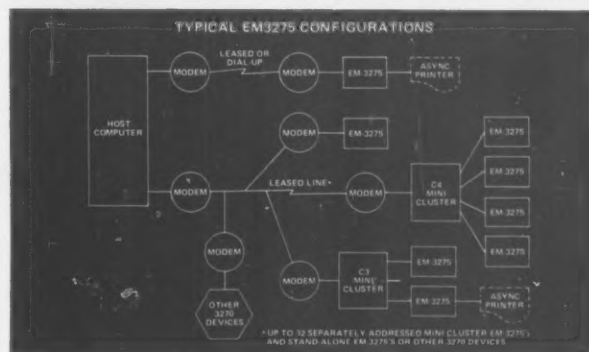 TYPICAL EM3275 CONFIGURATIONS
LEASED OR
DIAL-UP
MODEM
MODEM
EM-3275
ASYNC
PRINTER
HOST
COMPUTER
MODEM
EM-3275
EM-3275
MODEM
LEASED LINE*
MODEM
C4
MINI
CLUSTER
EM-3275
EM-3275
EM-3275
MODEM
MODEM
C3
MINI
CLUSTER
EM-3275
EM-3275
ASYNC
PRINTER
OTHER
3270
DEVICES
* UP TO 32 SEPARATELY ADDRESSED MINI CLUSTER EM-3275'S
AND STAND-ALONE EM-3275'S OR OTHER 3270 DEVICES